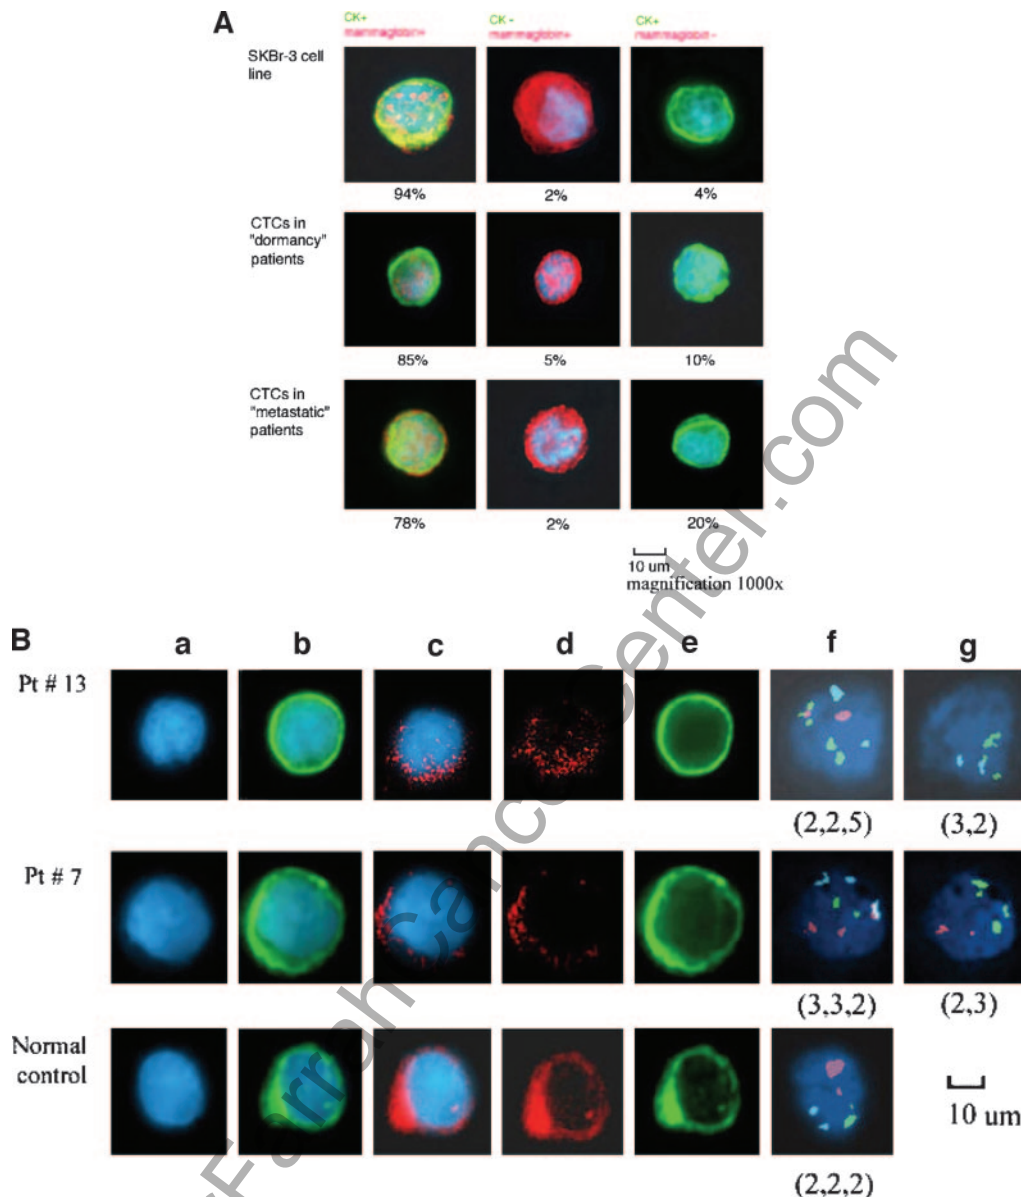 A
CK+ CK - CK+
mammaglobin+ mammaglobin+ mammaglobin-
SKBr-3 cell
line
94% 2% 4%
CTCs in
"dormancy"
patients
85% 5% 10%
CTCs in
"metastatic"
patients
78% 2% 20%
10 um
magnification 1000x
B a b c d e f g
Pt # 13
(2,2,5) (3,2)
Pt # 7
(3,3,2) (2,3)
Normal
control
10 um
(2,2,2)
FarrahCancerCenter.com